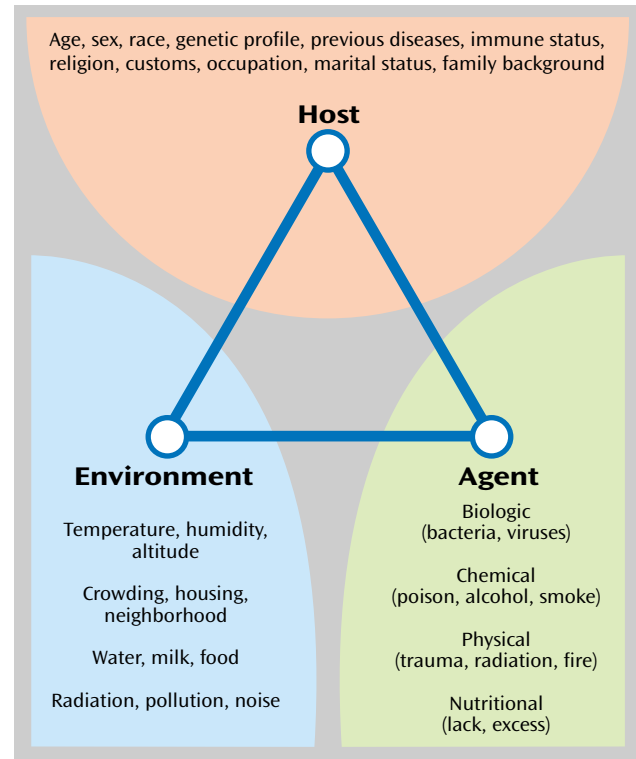 Age, sex, race, genetic profile, previous diseases, immune status,
religion, customs, occupation, marital status, family background
Host
Environment
Temperature, humidity,
altitude
Crowding, housing,
neighborhood
Water, milk, food
Radiation, pollution, noise
Agent
Biologic
(bacteria, viruses)
Chemical
(poison, alcohol, smoke)
Physical
(trauma, radiation, fire)
Nutritional
(lack, excess)